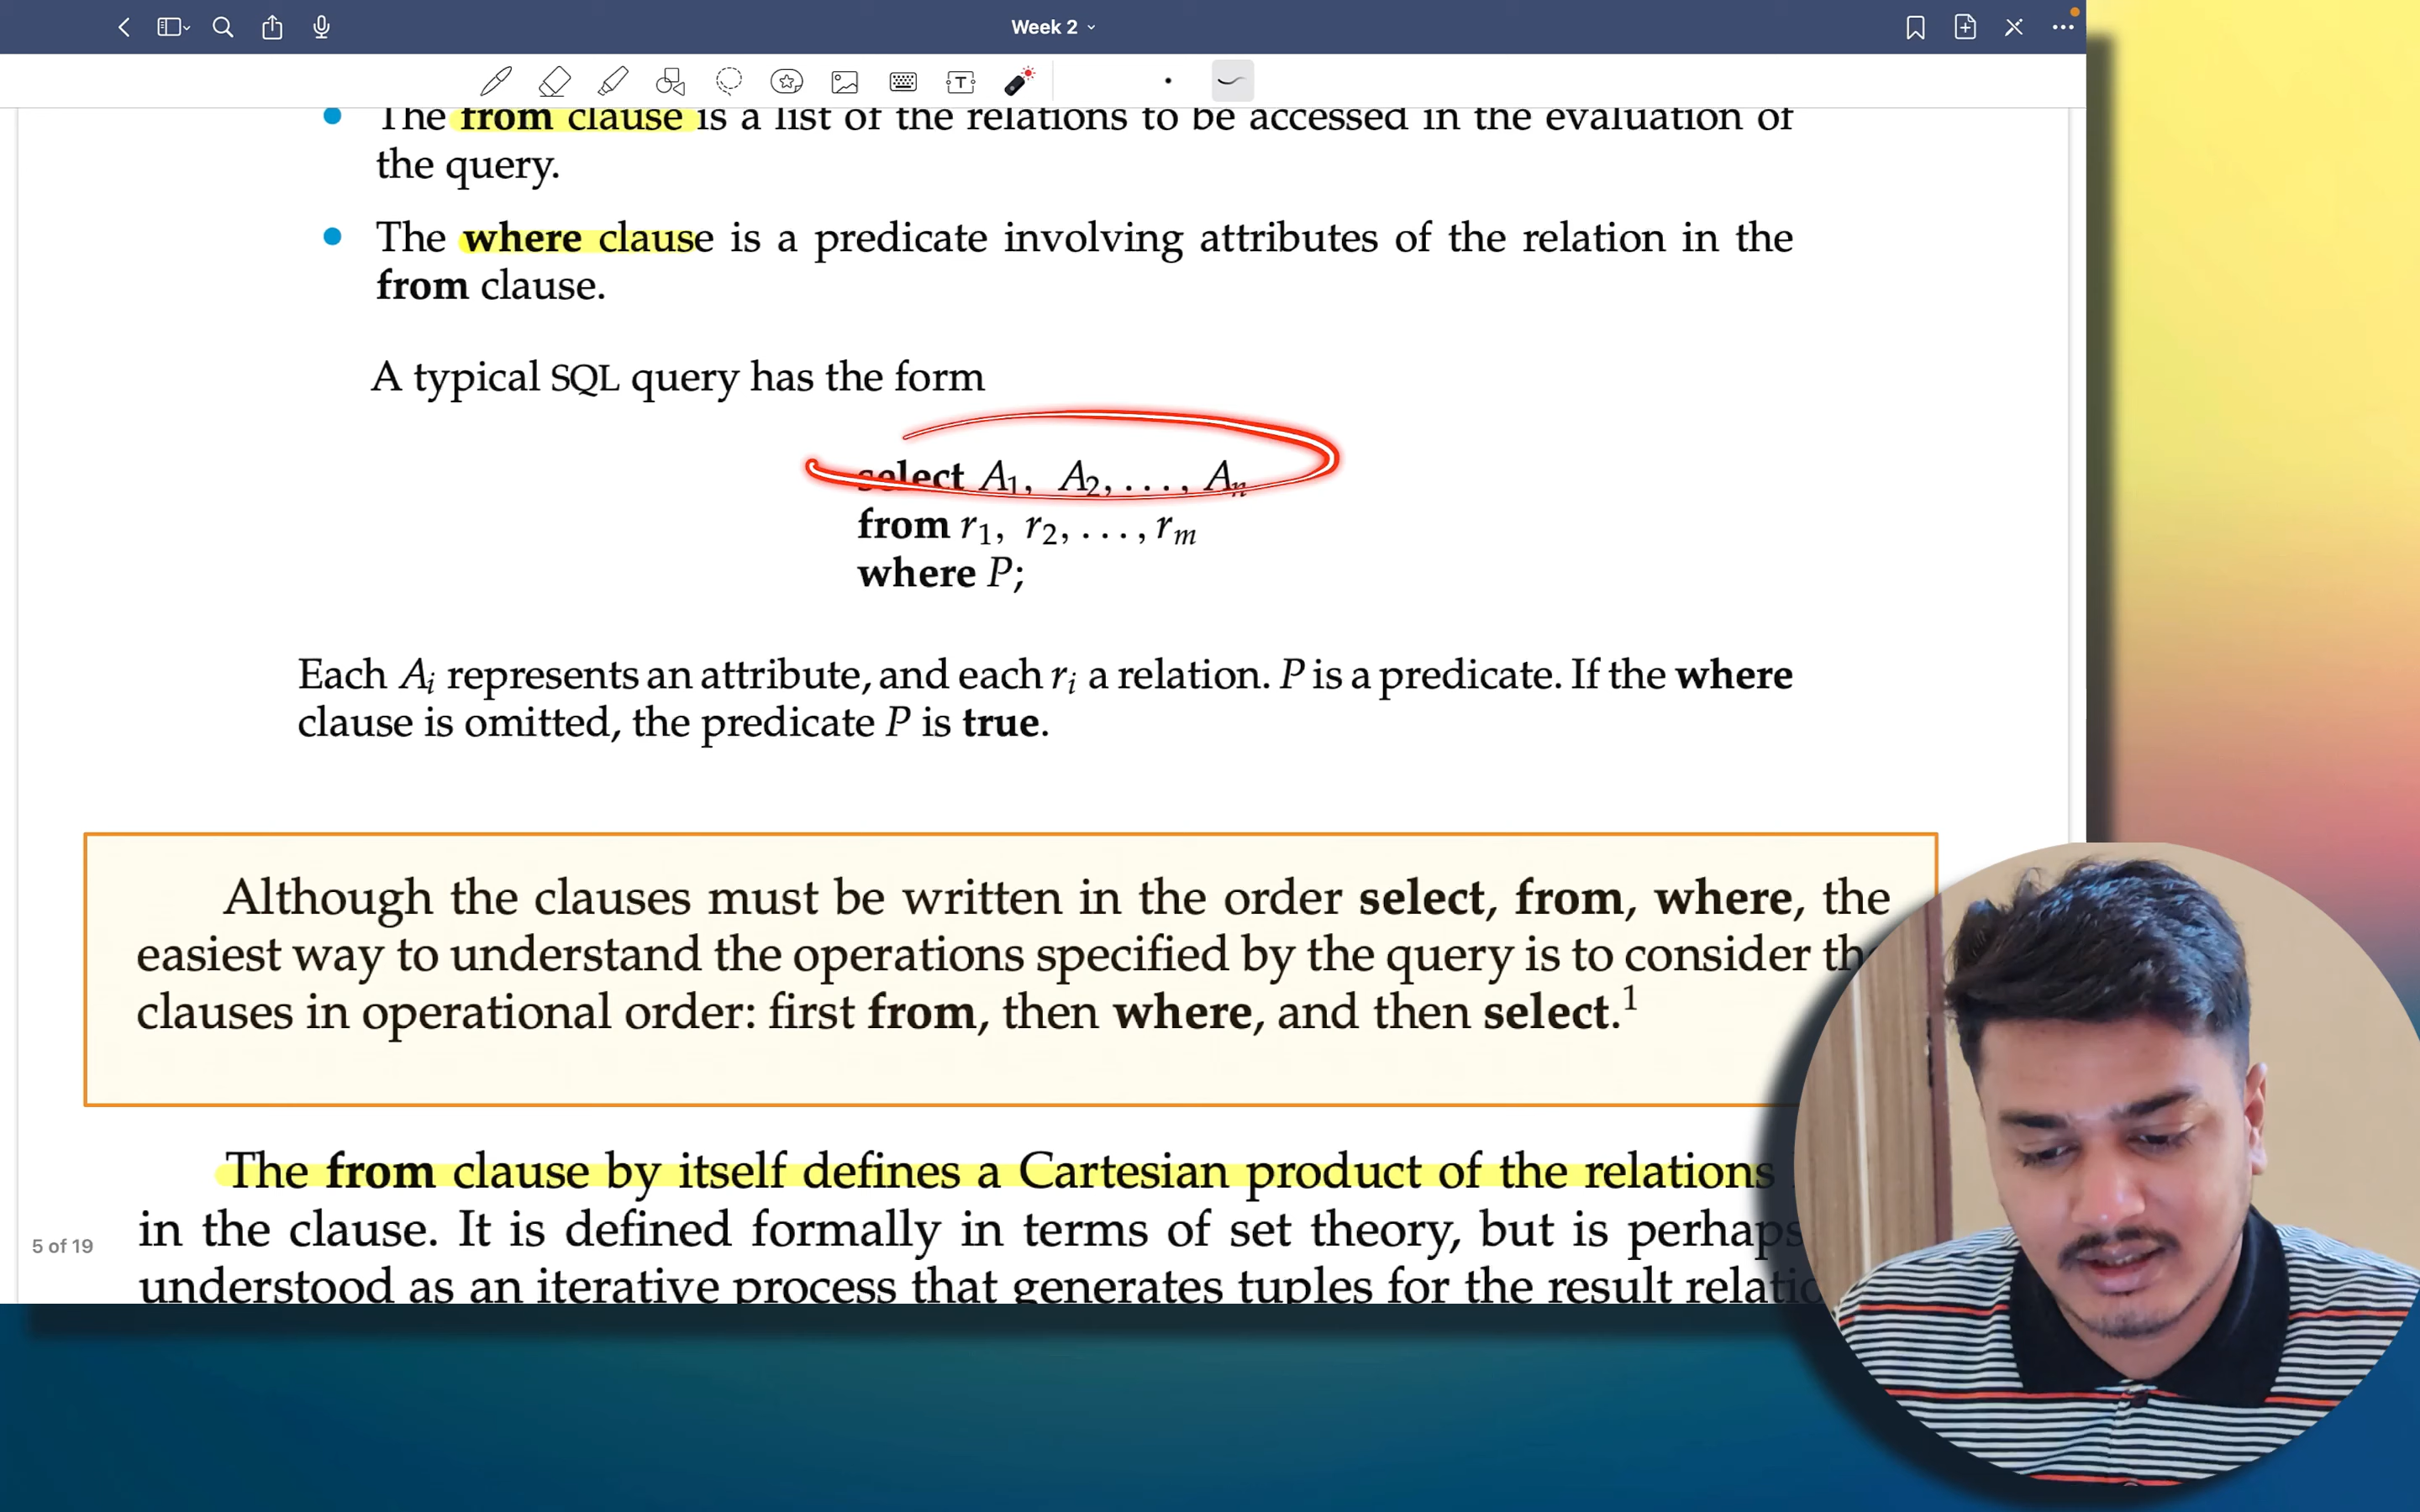 Week 2
The from clause is a list of the relations to be accessed in the evaluation of
the query.
The where clause is a predicate involving attributes of the relation in the
from clause.
A typical SQL query has the form
select A₁, A₂, . . . , Aₙ
from r₁, r₂, . . . , rₘ
where P;
Each Aᵢ represents an attribute, and each rᵢ a relation. P is a predicate. If the where
clause is omitted, the predicate P is true.
Although the clauses must be written in the order select, from, where, the
easiest way to understand the operations specified by the query is to consider the
clauses in operational order: first from, then where, and then select.¹
The from clause by itself defines a Cartesian product of the relations
in the clause. It is defined formally in terms of set theory, but is perhaps
understood as an iterative process that generates tuples for the result
5 of 19